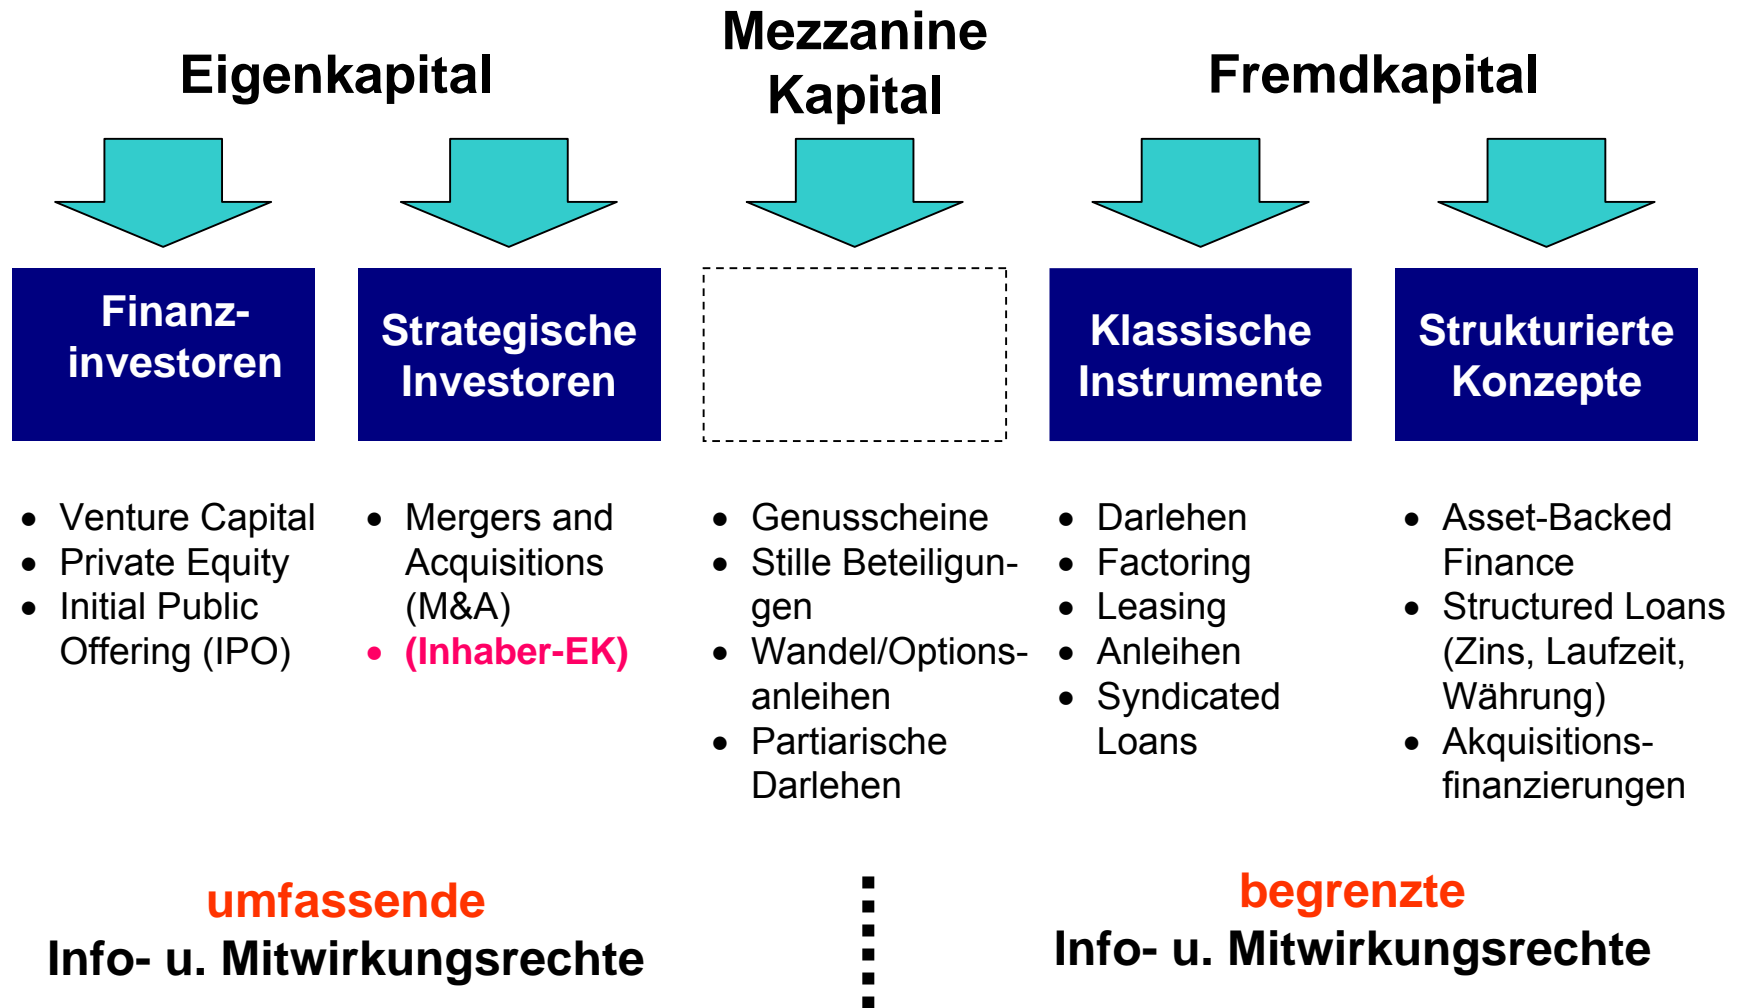 Eigenkapital
Mezzanine
Kapital
Fremdkapital
Finanz-
investoren
Strategische
Investoren
Klassische
Instrumente
Strukturierte
Konzepte
• Venture Capital
• Private Equity
• Initial Public
Offering (IPO)
• Mergers and
Acquisitions
(M&A)
• (Inhaber-EK)
• Genusscheine
• Stille Beteiligun-
gen
• Wandel/Options-
anleihen
• Partiarische
Darlehen
• Darlehen
• Factoring
• Leasing
• Anleihen
• Syndicated
Loans
• Asset-Backed
Finance
• Structured Loans
(Zins, Laufzeit,
Währung)
• Akquisitions-
finanzierungen
umfassende
Info- u. Mitwirkungsrechte
begrenzte
Info- u. Mitwirkungsrechte